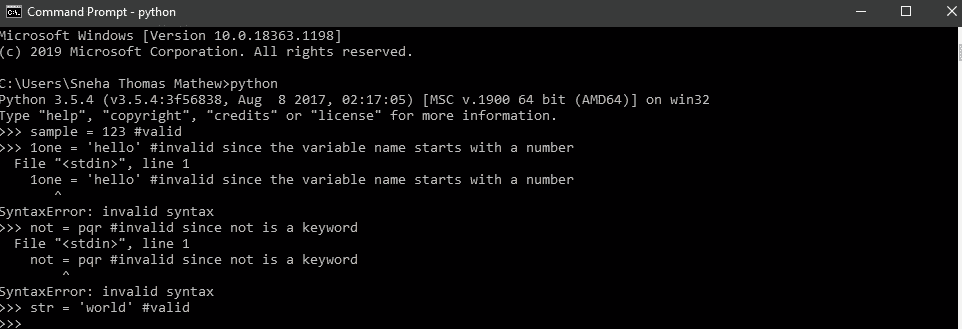 Command Prompt - python
Microsoft Windows [Version 10.0.18363.1198]
(c) 2019 Microsoft Corporation. All rights reserved.
C:\Users\Sneha Thomas Mathew>python
Python 3.5.4 (v3.5.4:3f56838, Aug  8 2017, 02:17:05) [MSC v.1900 64 bit (AMD64)] on win32
Type "help", "copyright", "credits" or "license" for more information.
>>> sample = 123 #valid
>>> 1one = 'hello' #invalid since the variable name starts with a number
  File "<stdin>", line 1
    1one = 'hello' #invalid since the variable name starts with a number
       ^
SyntaxError: invalid syntax
>>> not = pqr #invalid since not is a keyword
  File "<stdin>", line 1
    not = pqr #invalid since not is a keyword
        ^
SyntaxError: invalid syntax
>>> str = 'world' #valid
>>>